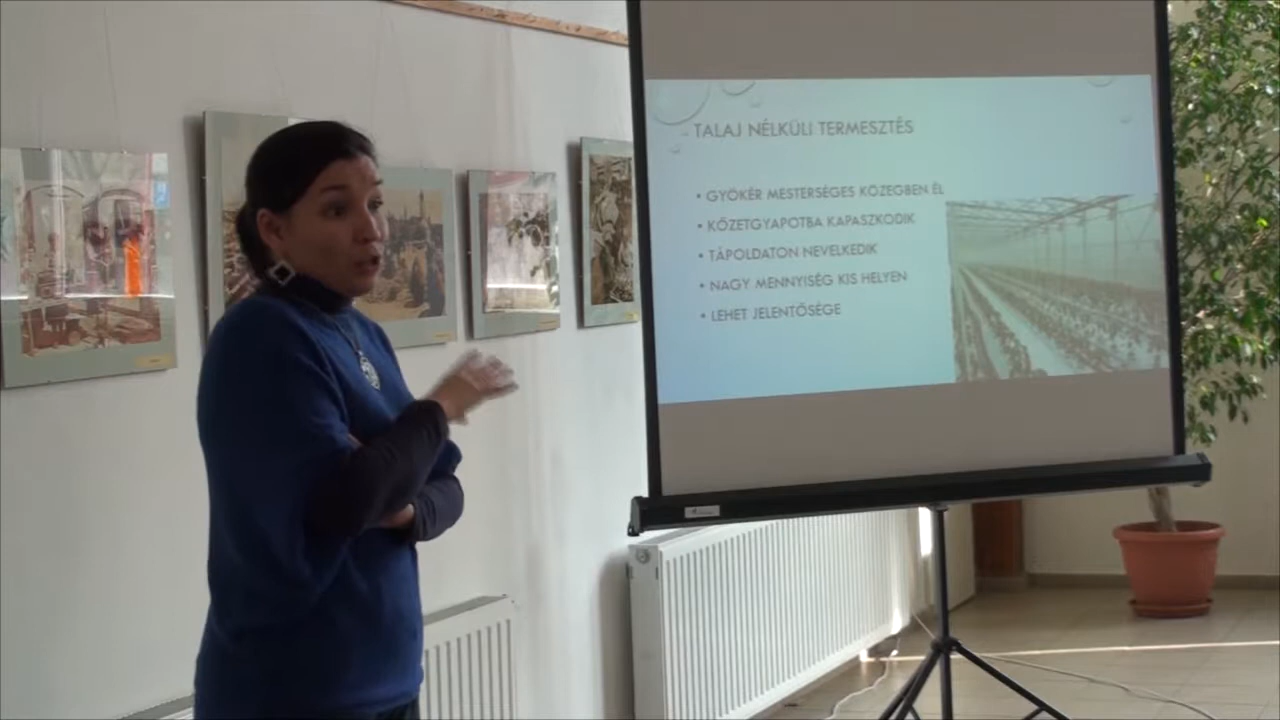 TALAJ NÉLKÜLI TERMESZTÉS
• GYÖKÉR MESTERSÉGES KÖZEGBEN ÉL
• KŐZETGYAPOTBA KAPASZKODIK
• TÁPOLDATON NEVELKEDIK
• NAGY MENNYISÉG KIS HELYEN
• LEHET JELENTŐSÉGE